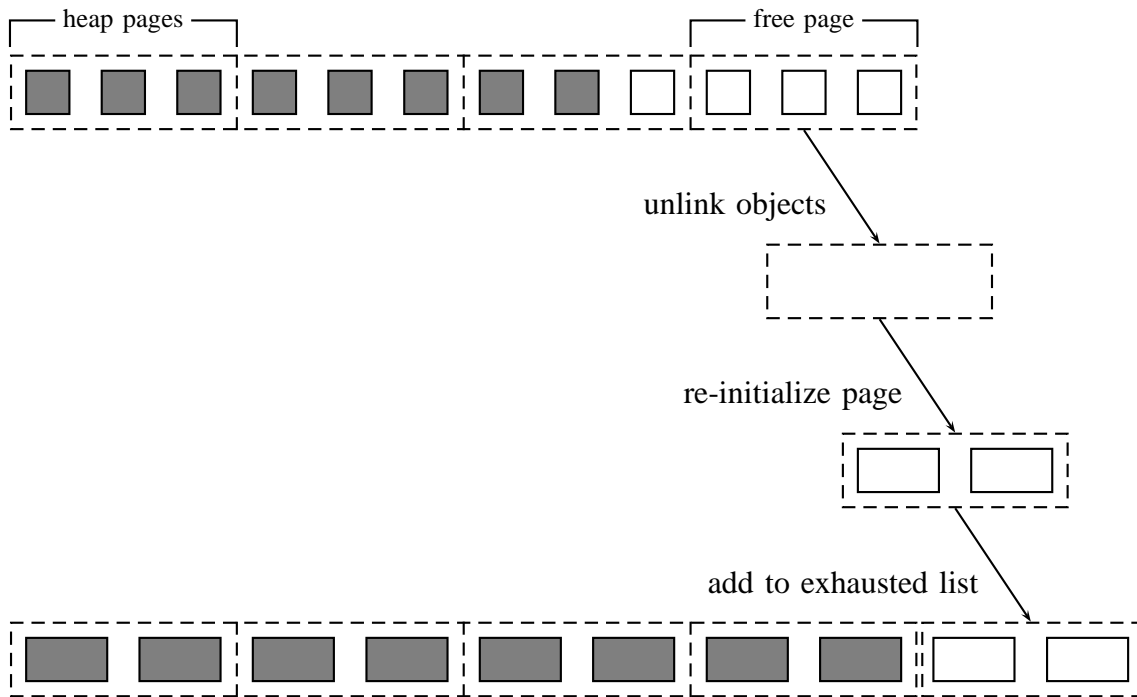 heap pages
free page
unlink objects
re-initialize page
add to exhausted list